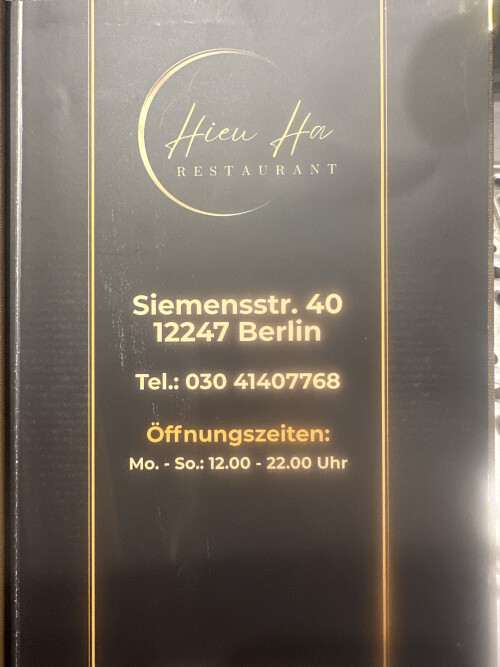 Hieu Ha
RESTAURANT
Siemensstr. 40
12247 Berlin
Tel.: 030 41407768
Öffnungszeiten:
Mo. - So.: 12.00 - 22.00 Uhr